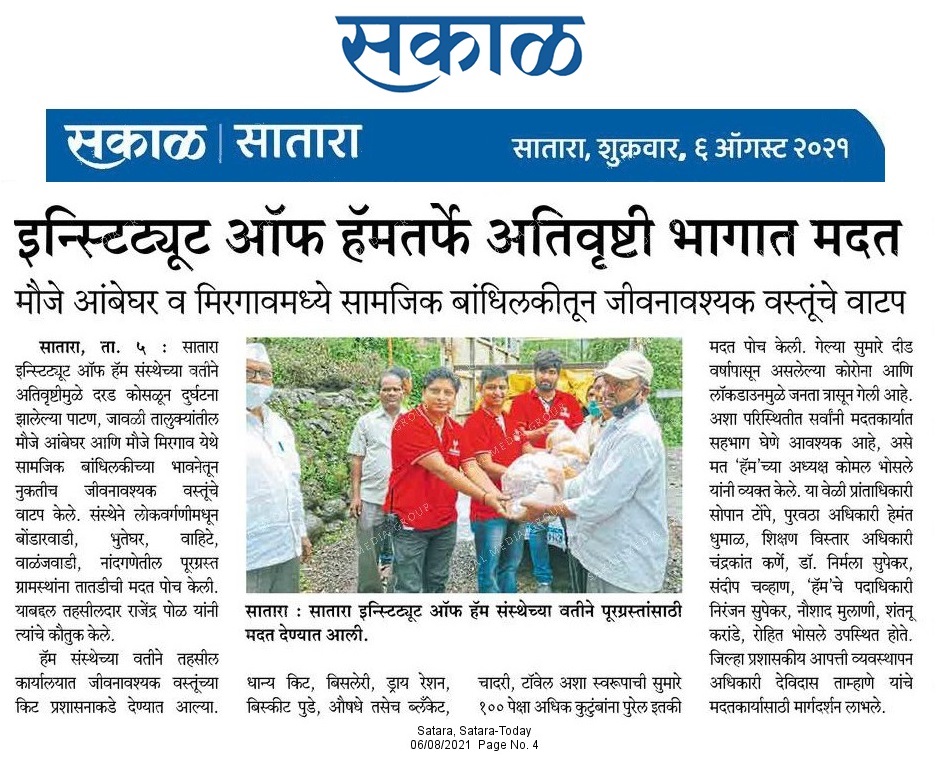 सकाळ
सकाळ | सातारा
सातारा, शुक्रवार, ६ ऑगस्ट २०२१
इन्स्टिट्यूट ऑफ हॅमतर्फे अतिवृष्टी भागात मदत
मौजे आंबेघर व मिरगावमध्ये सामजिक बांधिलकीतून जीवनावश्यक वस्तूंचे वाटप
सातारा, ता. ५ : सातारा
इन्स्टिट्यूट ऑफ हॅम संस्थेच्या वतीने
अतिवृष्टीमुळे दरड कोसळून दुर्घटना
झालेल्या पाटण, जावळी तालुक्यांतील
मौजे आंबेघर आणि मौजे मिरगाव येथे
सामजिक बांधिलकीच्या भावनेतून
नुकतीच जीवनावश्यक वस्तूंचे
वाटप केले. संस्थेने लोकवर्गणीमधून
बोंडारवाडी, भुतेघर, वाहिटे,
वाळंजवाडी, नांदगणेतील पूरग्रस्त
ग्रामस्थांना तातडीची मदत पोच केली.
याबद्दल तहसीलदार राजेंद्र पोळ यांनी
त्यांचे कौतुक केले.
हॅम संस्थेच्या वतीने तहसील
कार्यालयात जीवनावश्यक वस्तूंच्या
किट प्रशासनाकडे देण्यात आल्या.
सातारा : सातारा इन्स्टिट्यूट ऑफ हॅम संस्थेच्या वतीने पूरग्रस्तांसाठी
मदत देण्यात आली.
धान्य किट, बिसलेरी, ड्राय रेशन,
बिस्कीट पुडे, औषधे तसेच ब्लँकेट,
चादरी, टॉवेल अशा स्वरूपाची सुमारे
१०० पेक्षा अधिक कुटुंबांना पुरेल इतकी
मदत पोच केली. गेल्या सुमारे दीड
वर्षापासून असलेल्या कोरोना आणि
लॉकडाउनमुळे जनता त्रासून गेली आहे.
अशा परिस्थितीत सर्वांनी मदतकार्यात
सहभाग घेणे आवश्यक आहे, असे
मत ‘हॅम’च्या अध्यक्ष कोमल भोसले
यांनी व्यक्त केले. या वेळी प्रांताधिकारी
सोपान टोंपे, पुरवठा अधिकारी हेमंत
धुमाळ, शिक्षण विस्तार अधिकारी
चंद्रकांत कर्णे, डॉ. निर्मला सुपेकर,
संदीप चव्हाण, ‘हॅम’चे पदाधिकारी
निरंजन सुपेकर, नौशाद मुलाणी, शंतनू
करांडे, रोहित भोसले उपस्थित होते.
जिल्हा प्रशासकीय आपत्ती व्यवस्थापन
अधिकारी देविदास ताम्हाणे यांचे
मदतकार्यासाठी मार्गदर्शन लाभले.
Satara, Satara-Today
06/08/2021 Page No. 4